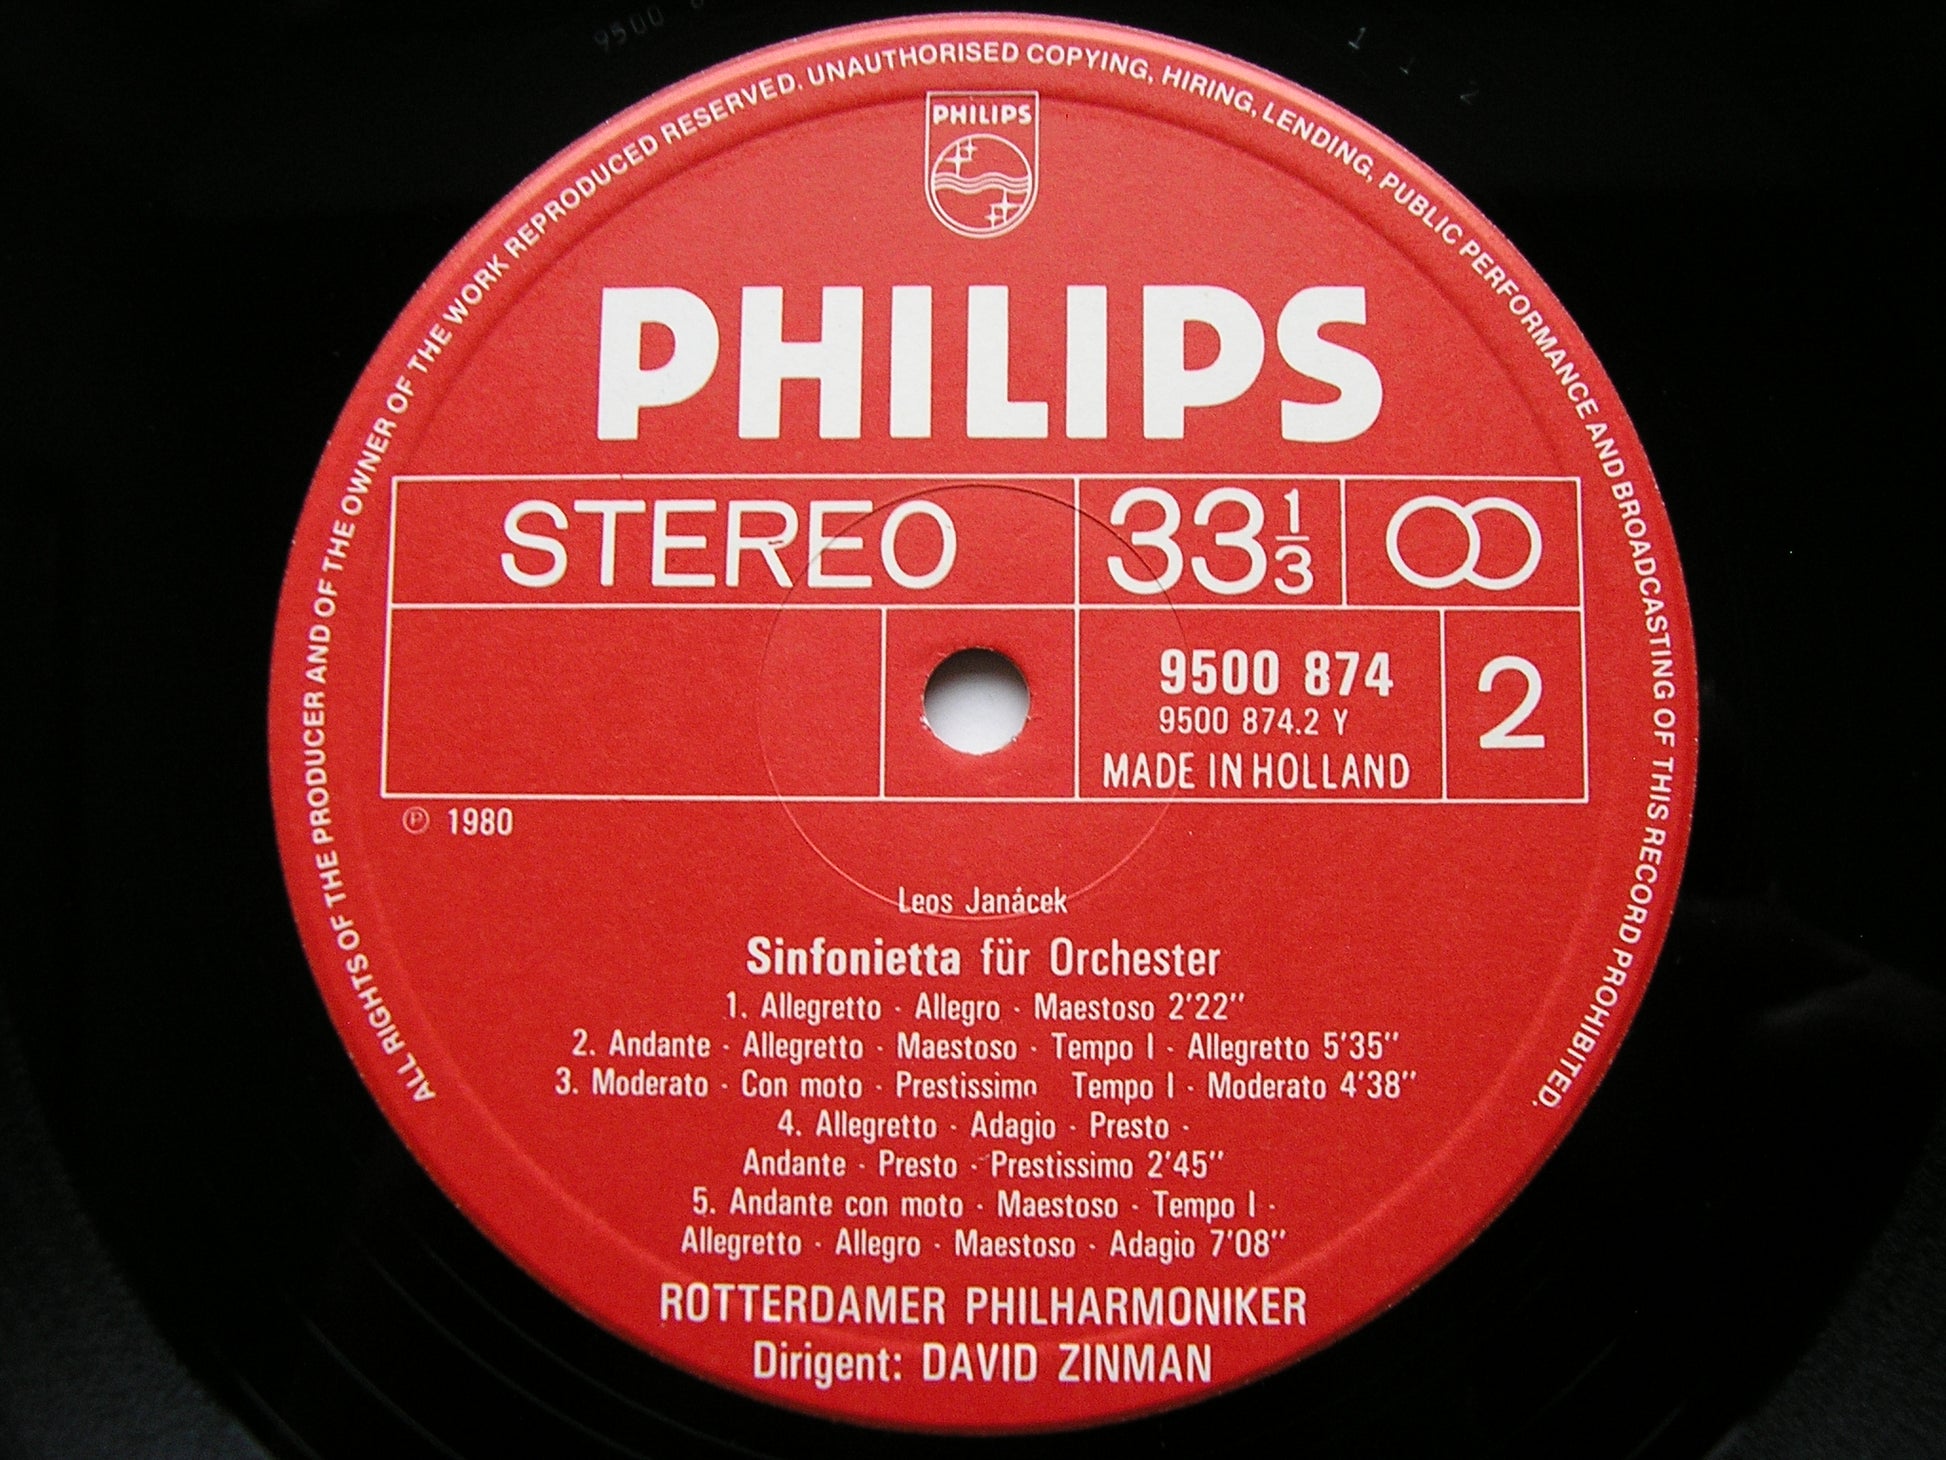 ALL RIGHTS OF THE PRODUCER AND OF THE OWNER OF THE WORK REPRODUCED RESERVED. UNAUTHORISED COPYING, HIRING, LENDING, PUBLIC PERFORMANCE AND BROADCASTING OF THIS RECORD PROHIBITED.
PHILIPS
PHILIPS
STEREO 33 1/3
9500 874
9500 874.2 Y
MADE IN HOLLAND
2
℗ 1980
Leos Janácek
Sinfonietta für Orchester
1. Allegretto · Allegro · Maestoso 2'22''
2. Andante · Allegretto · Maestoso · Tempo I · Allegretto 5'35''
3. Moderato · Con moto · Prestissimo Tempo I · Moderato 4'38''
4. Allegretto · Adagio · Presto ·
Andante · Presto · Prestissimo 2'45''
5. Andante con moto · Maestoso · Tempo I ·
Allegretto · Allegro · Maestoso · Adagio 7'08''
ROTTERDAMER PHILHARMONIKER
Dirigent: DAVID ZINMAN